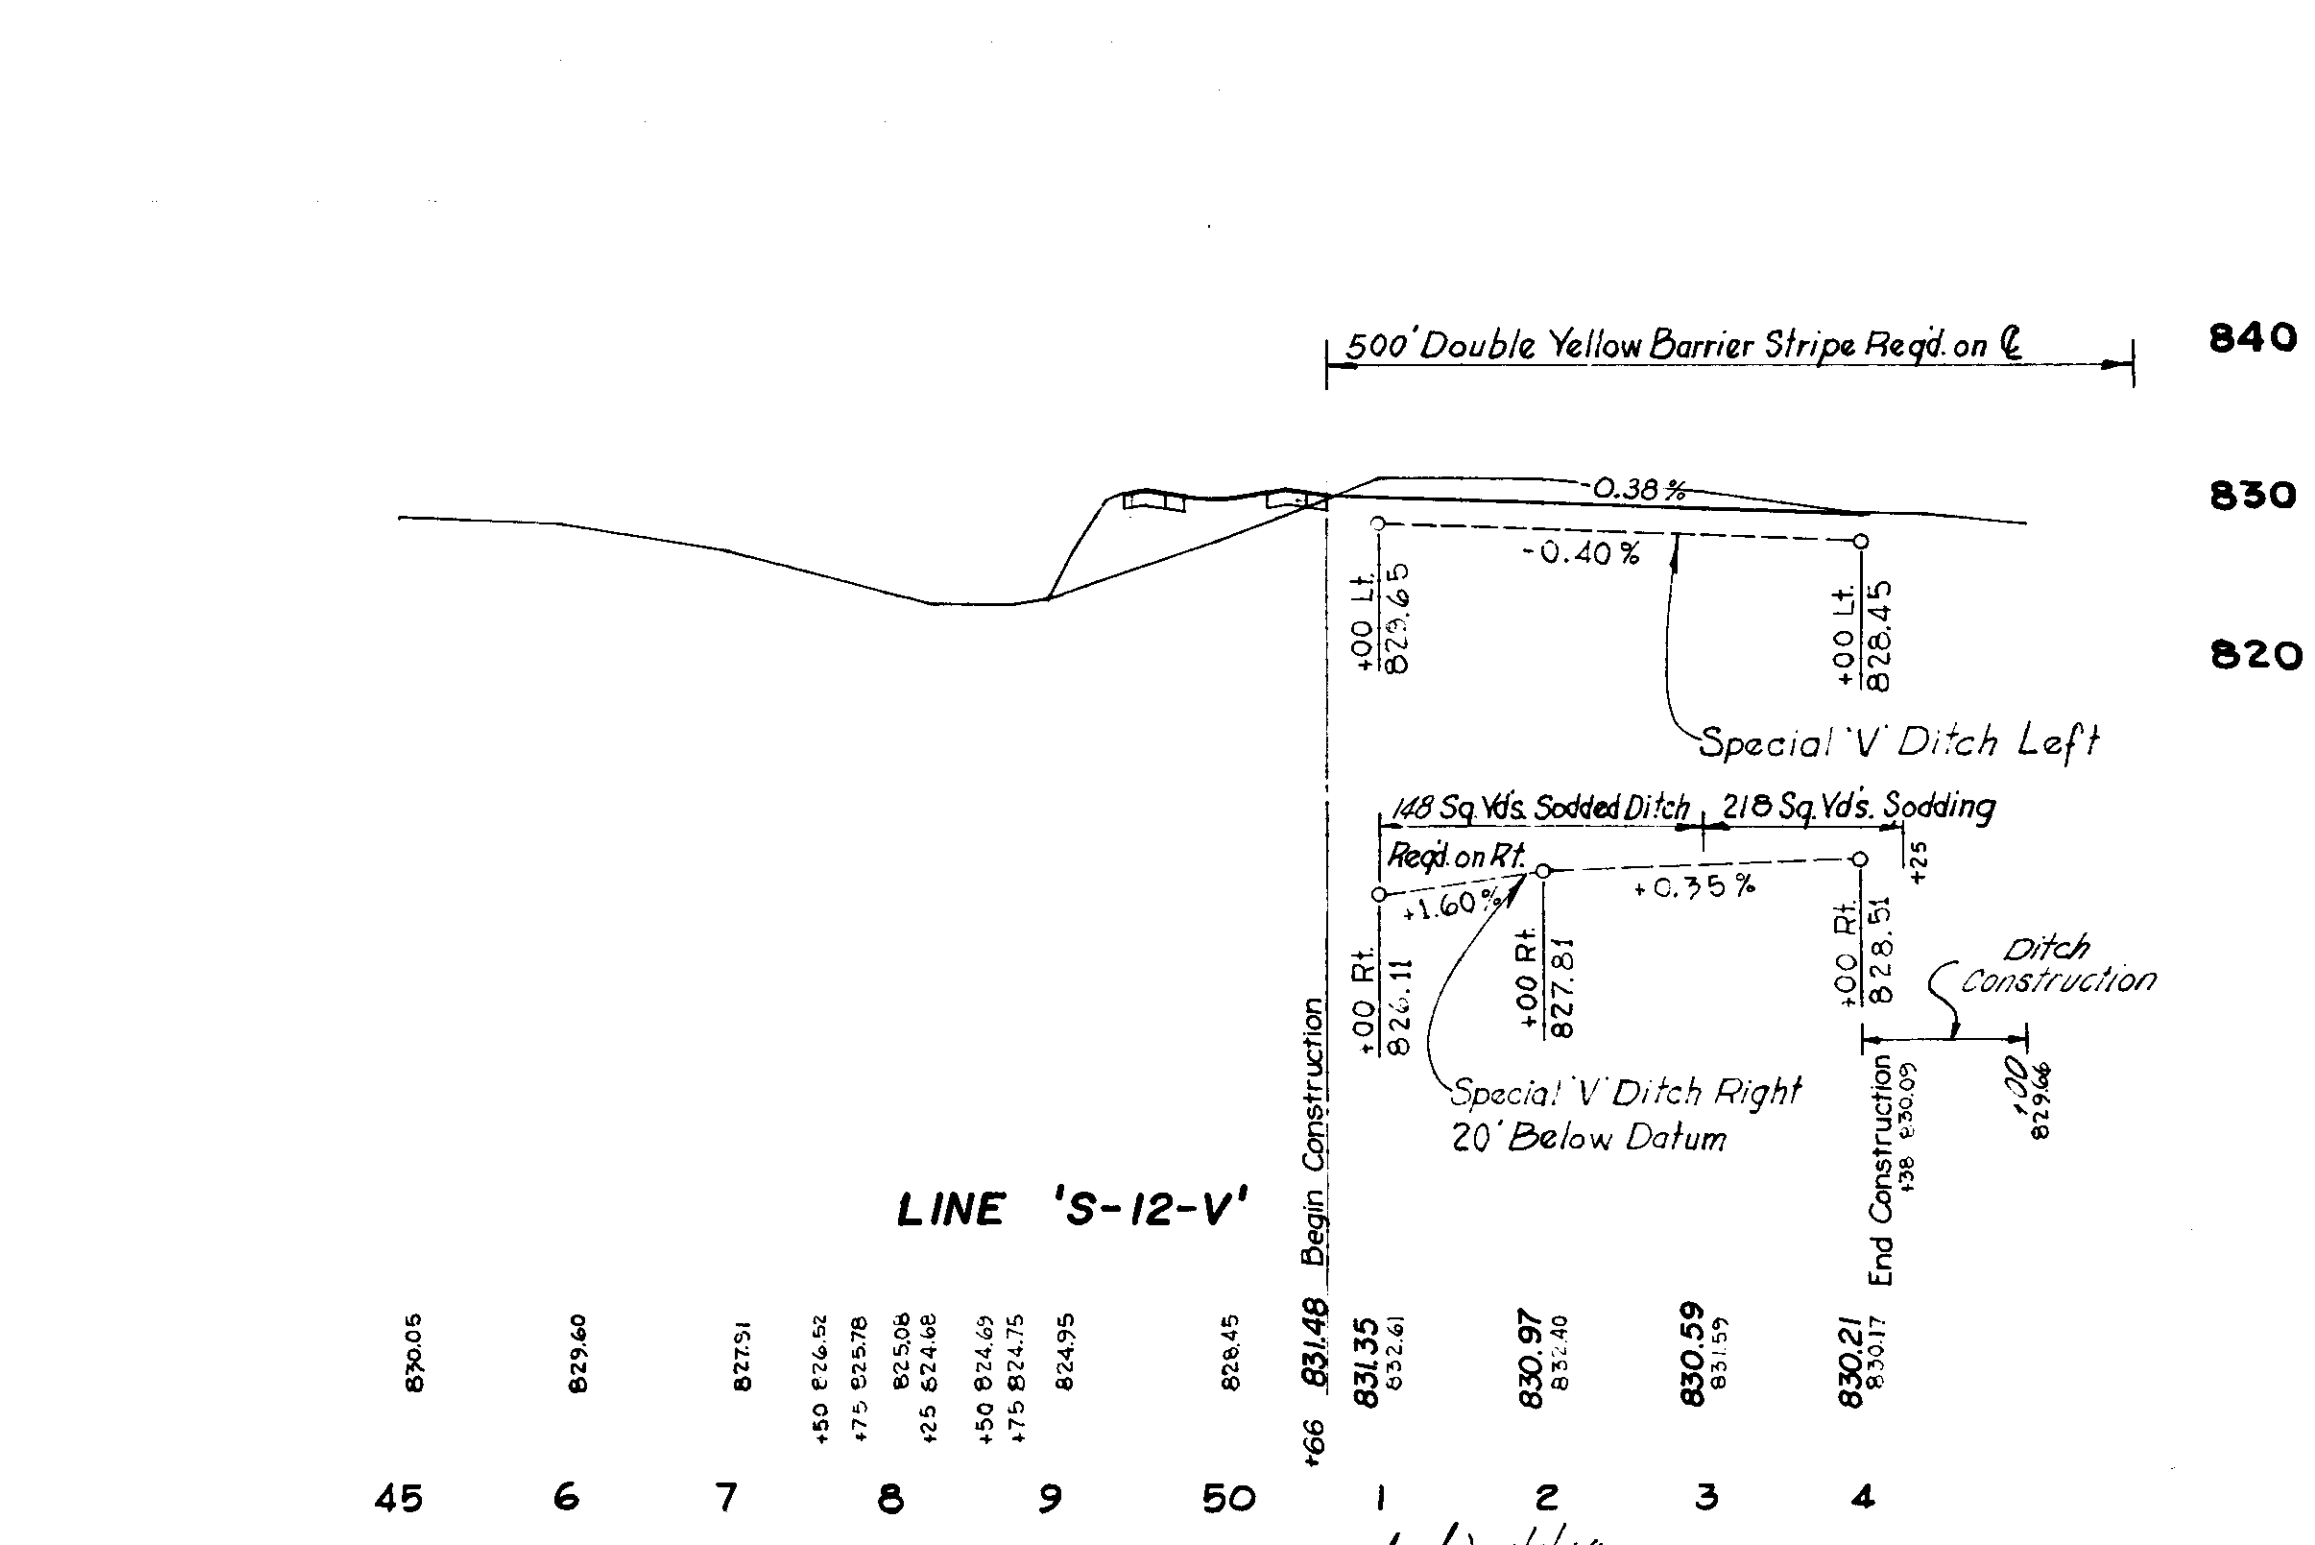 500' Double Yellow Barrier Stripe Req'd. on ℄
840
-0.38%
830
-0.40%
+00 Lt.
829.65
+00 Lt.
828.45
820
Special 'V' Ditch Left
148 Sq. Yd's. Sodded Ditch
218 Sq. Yd's. Sodding
Req'd. on Rt.
+25
+1.60%
+0.35%
+00 Rt.
826.11
+00 Rt.
827.81
+00 Rt.
828.51
Ditch
Construction
Special 'V' Ditch Right
20' Below Datum
End Construction
+38 830.09
+00
829.66
LINE 'S-12-V'
+66 831.48 Begin Construction
830.05
829.60
827.91
+50 826.52
+75 825.78
825.08
+25 824.68
+50 824.69
+75 824.75
824.95
828.45
831.35
832.61
830.97
832.40
830.59
831.59
830.21
830.17
45 6 7 8 9 50 1 2 3 4